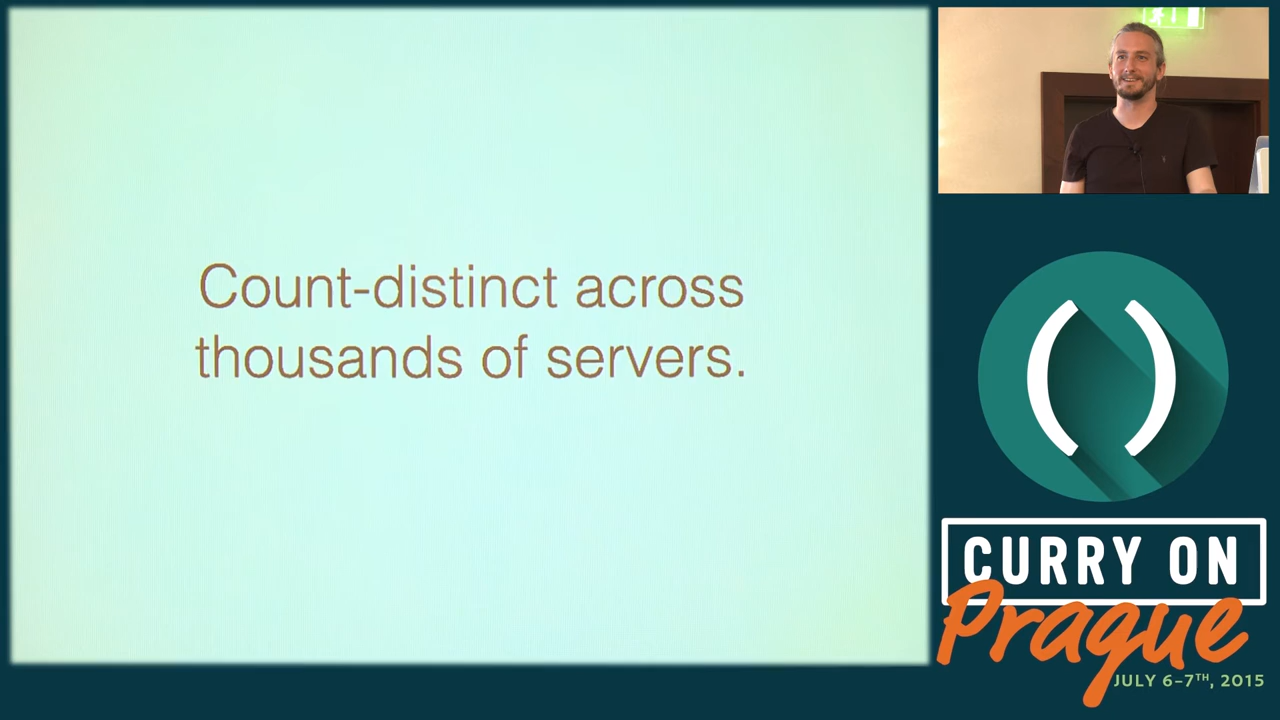 Count-distinct across
thousands of servers.
CURRY ON
Prague
JULY 6-7TH, 2015